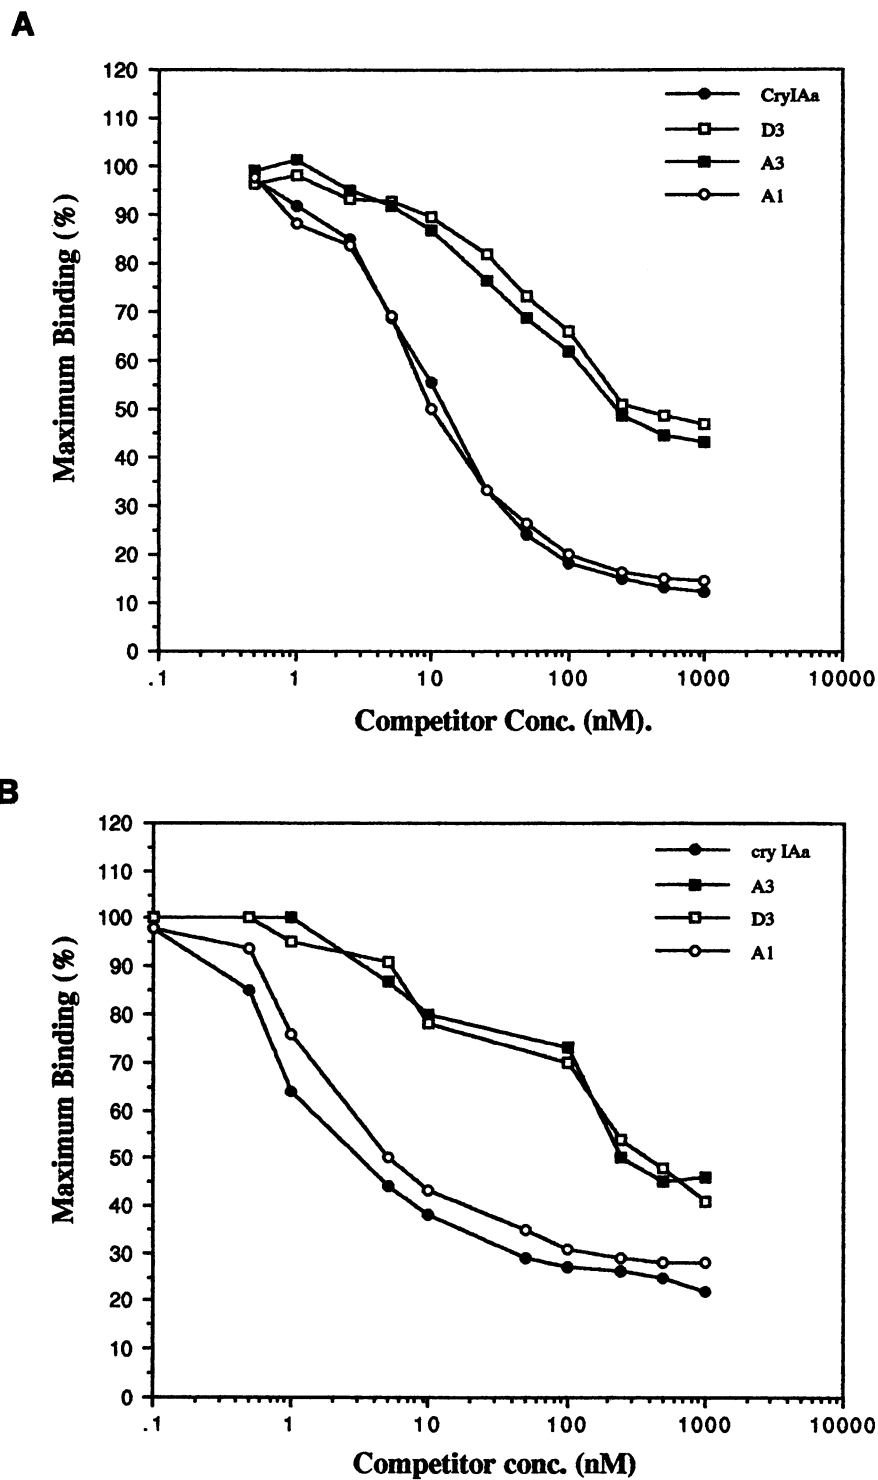 A
120
110
100
90
80
70
60
50
40
30
20
10
0
Maximum Binding (%)
CryIAa
D3
A3
A1
.1 1 10 100 1000 10000
Competitor Conc. (nM).
B
120
110
100
90
80
70
60
50
40
30
20
10
0
Maximum Binding (%)
cry IAa
A3
D3
A1
.1 1 10 100 1000 10000
Competitor conc. (nM)